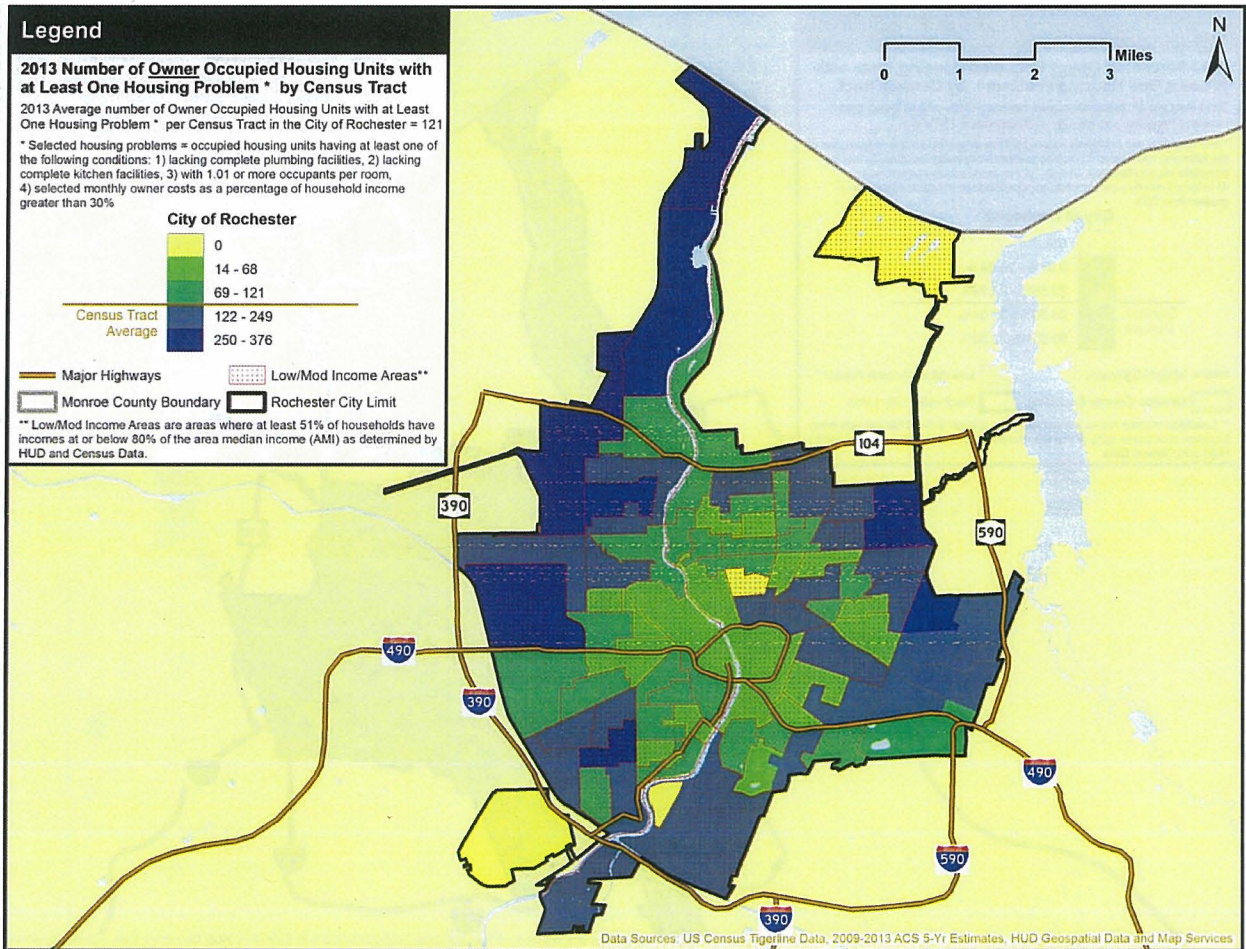 Legend
2013 Number of Owner Occupied Housing Units with
at Least One Housing Problem * by Census Tract
2013 Average number of Owner Occupied Housing Units with at Least
One Housing Problem * per Census Tract in the City of Rochester = 121
* Selected housing problems = occupied housing units having at least one of
the following conditions: 1) lacking complete plumbing facilities, 2) lacking
complete kitchen facilities, 3) with 1.01 or more occupants per room,
4) selected monthly owner costs as a percentage of household income
greater than 30%
City of Rochester
0
14 - 68
69 - 121
Census Tract
Average
122 - 249
250 - 376
Major Highways
Low/Mod Income Areas**
Monroe County Boundary
Rochester City Limit
** Low/Mod Income Areas are areas where at least 51% of households have
incomes at or below 80% of the area median income (AMI) as determined by
HUD and Census Data.
N
Miles
0 1 2 3
104
390
590
490
390
490
590
390
Data Sources: US Census Tigerline Data, 2009-2013 ACS 5-Yr Estimates, HUD Geospatial Data and Map Services